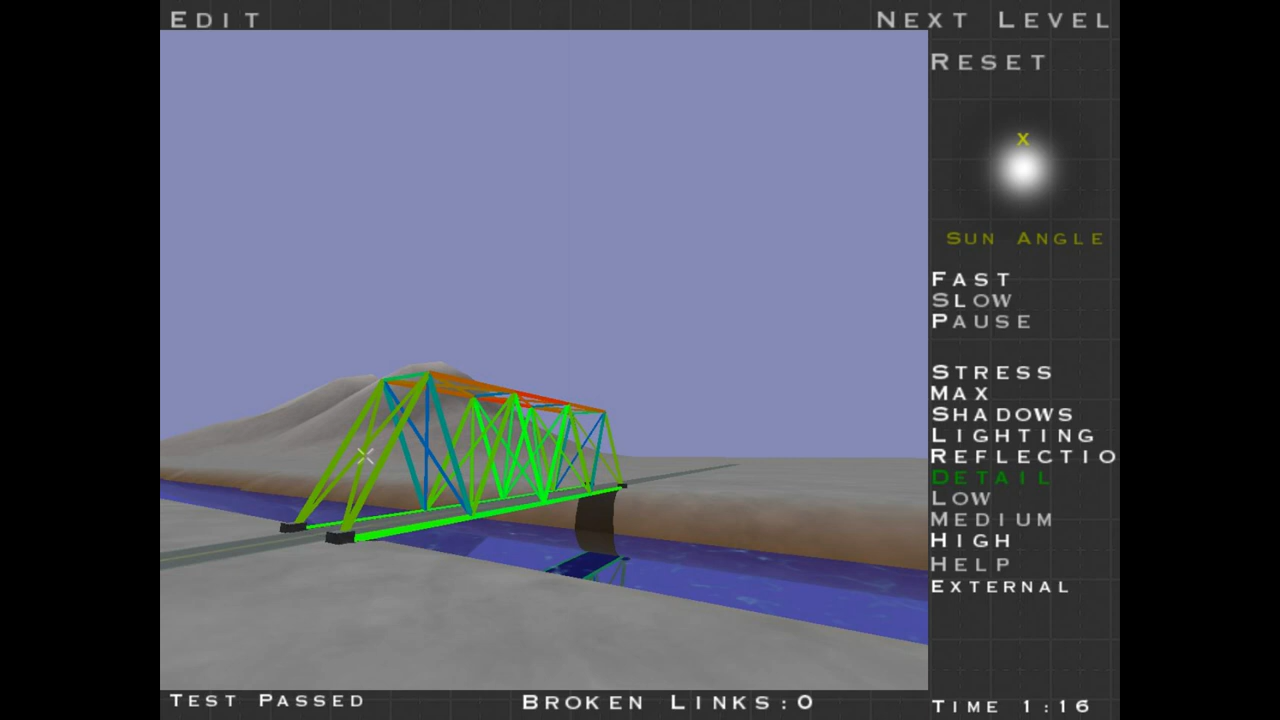 EDIT
NEXT LEVEL
RESET
X
SUN ANGLE
FAST
SLOW
PAUSE
STRESS
MAX
SHADOWS
LIGHTING
REFLECTIO
DETAIL
LOW
MEDIUM
HIGH
HELP
EXTERNAL
TEST PASSED
BROKEN LINKS:0
TIME 1:16